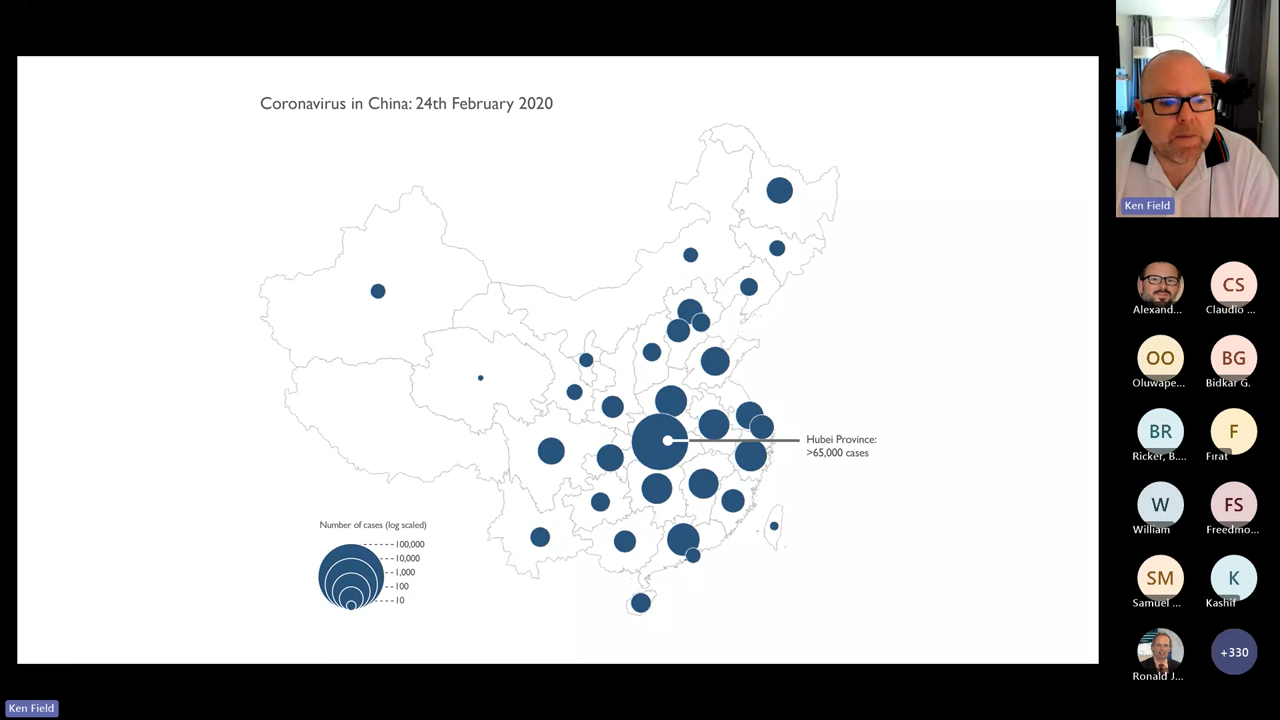 Coronavirus in China: 24th February 2020
Hubei Province:
>65,000 cases
Number of cases (log scaled)
100,000
10,000
1,000
100
10
Ken Field
Alexand...
CS
Claudio ...
OO
Oluwape...
BG
Bidkar G.
BR
Ricker, B....
F
Fırat
W
William
FS
Freedmo...
SM
Samuel ...
K
Kashif
Ronald J...
+330
Ken Field